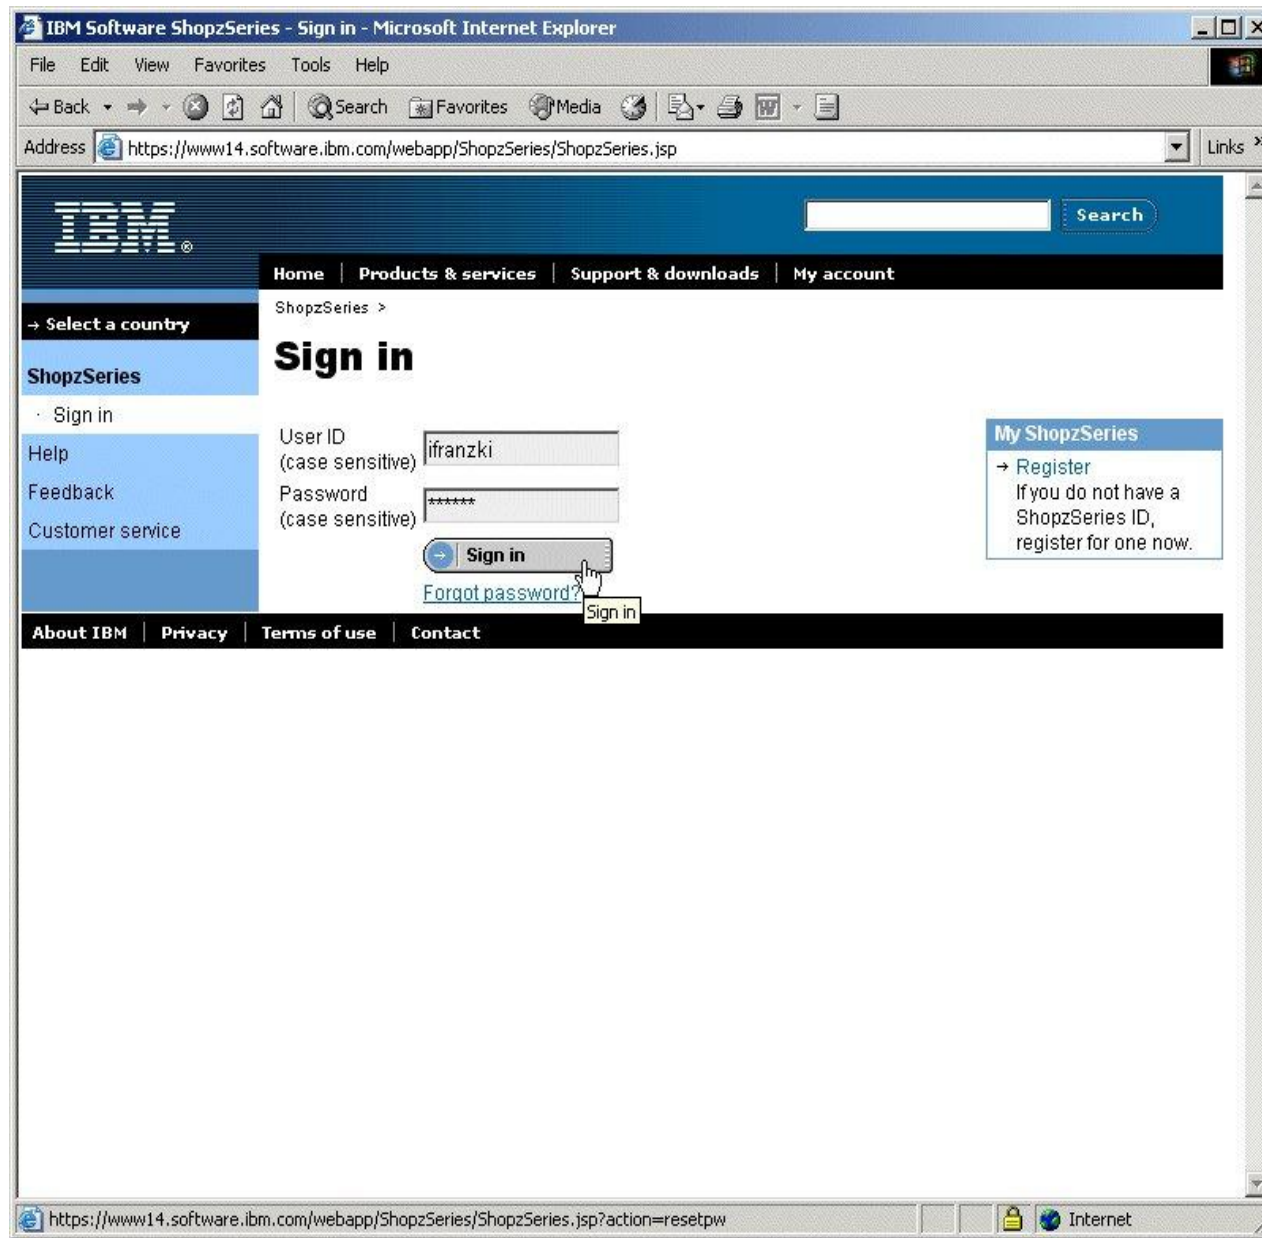 IBM Software ShopzSeries - Sign in - Microsoft Internet Explorer
File Edit View Favorites Tools Help
Back Search Favorites Media
Address https://www14.software.ibm.com/webapp/ShopzSeries/ShopzSeries.jsp Links »
IBM®
Search
Home | Products & services | Support & downloads | My account
→ Select a country
ShopzSeries >
Sign in
ShopzSeries
· Sign in
Help
Feedback
Customer service
User ID
(case sensitive)
ifranzki
Password
(case sensitive)
******
Sign in
Forgot password?
Sign in
My ShopzSeries
→ Register
If you do not have a
ShopzSeries ID,
register for one now.
About IBM | Privacy | Terms of use | Contact
https://www14.software.ibm.com/webapp/ShopzSeries/ShopzSeries.jsp?action=resetpw Internet